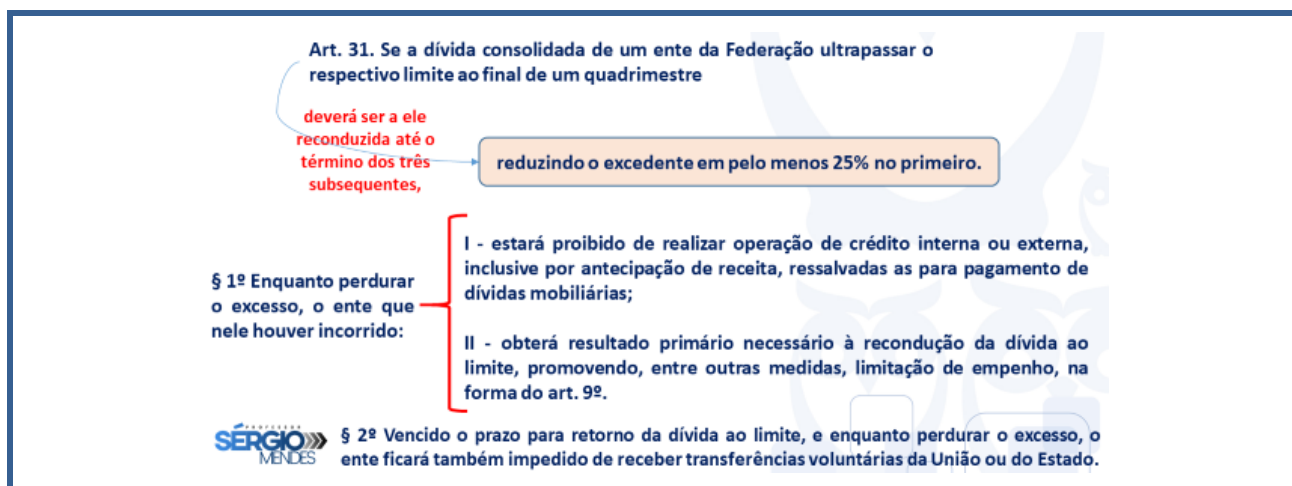 Art. 31. Se a dívida consolidada de um ente da Federação ultrapassar o
respectivo limite ao final de um quadrimestre
deverá ser a ele
reconduzida até o
término dos três
subsequentes,
reduzindo o excedente em pelo menos 25% no primeiro.
§ 1º Enquanto perdurar
o excesso, o ente que
nele houver incorrido:
I - estará proibido de realizar operação de crédito interna ou externa,
inclusive por antecipação de receita, ressalvadas as para pagamento de
dívidas mobiliárias;
II - obterá resultado primário necessário à recondução da dívida ao
limite, promovendo, entre outras medidas, limitação de empenho, na
forma do art. 9º.
PROFESSOR
SÉRGIO
MENDES
§ 2º Vencido o prazo para retorno da dívida ao limite, e enquanto perdurar o excesso, o
ente ficará também impedido de receber transferências voluntárias da União ou do Estado.